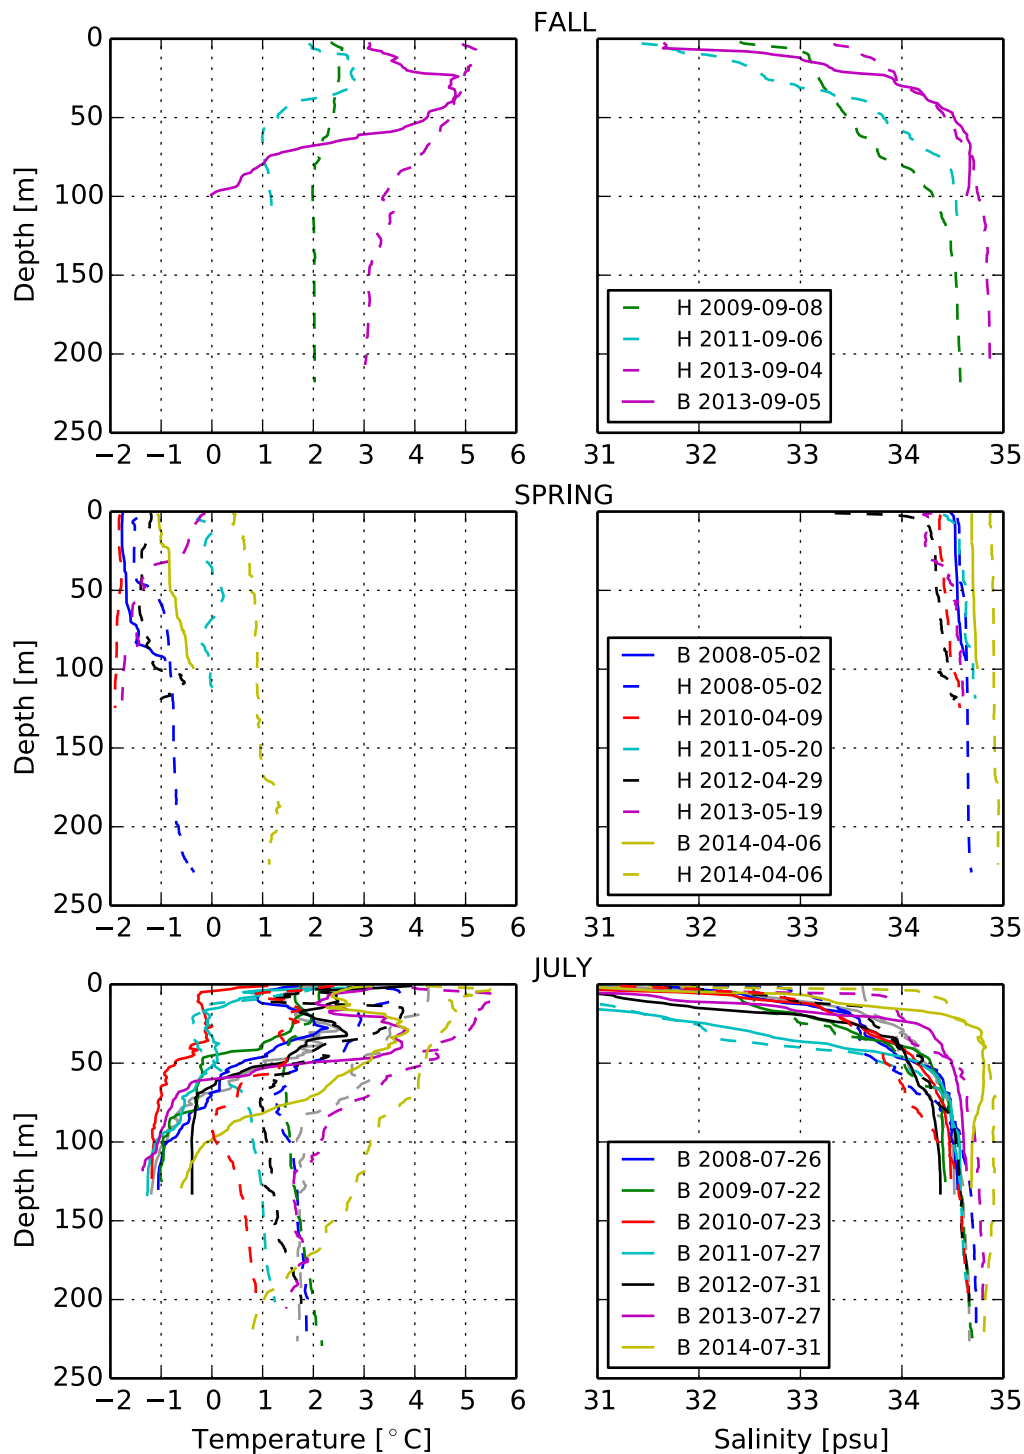 FALL
0
50
100
150
200
250
Depth [m]
−2 −1 0 1 2 3 4 5 6
31 32 33 34 35
H 2009-09-08
H 2011-09-06
H 2013-09-04
B 2013-09-05
SPRING
0
50
100
150
200
250
Depth [m]
−2 −1 0 1 2 3 4 5 6
31 32 33 34 35
B 2008-05-02
H 2008-05-02
H 2010-04-09
H 2011-05-20
H 2012-04-29
H 2013-05-19
B 2014-04-06
H 2014-04-06
JULY
0
50
100
150
200
250
Depth [m]
−2 −1 0 1 2 3 4 5 6
31 32 33 34 35
B 2008-07-26
B 2009-07-22
B 2010-07-23
B 2011-07-27
B 2012-07-31
B 2013-07-27
B 2014-07-31
Temperature [°C]
Salinity [psu]